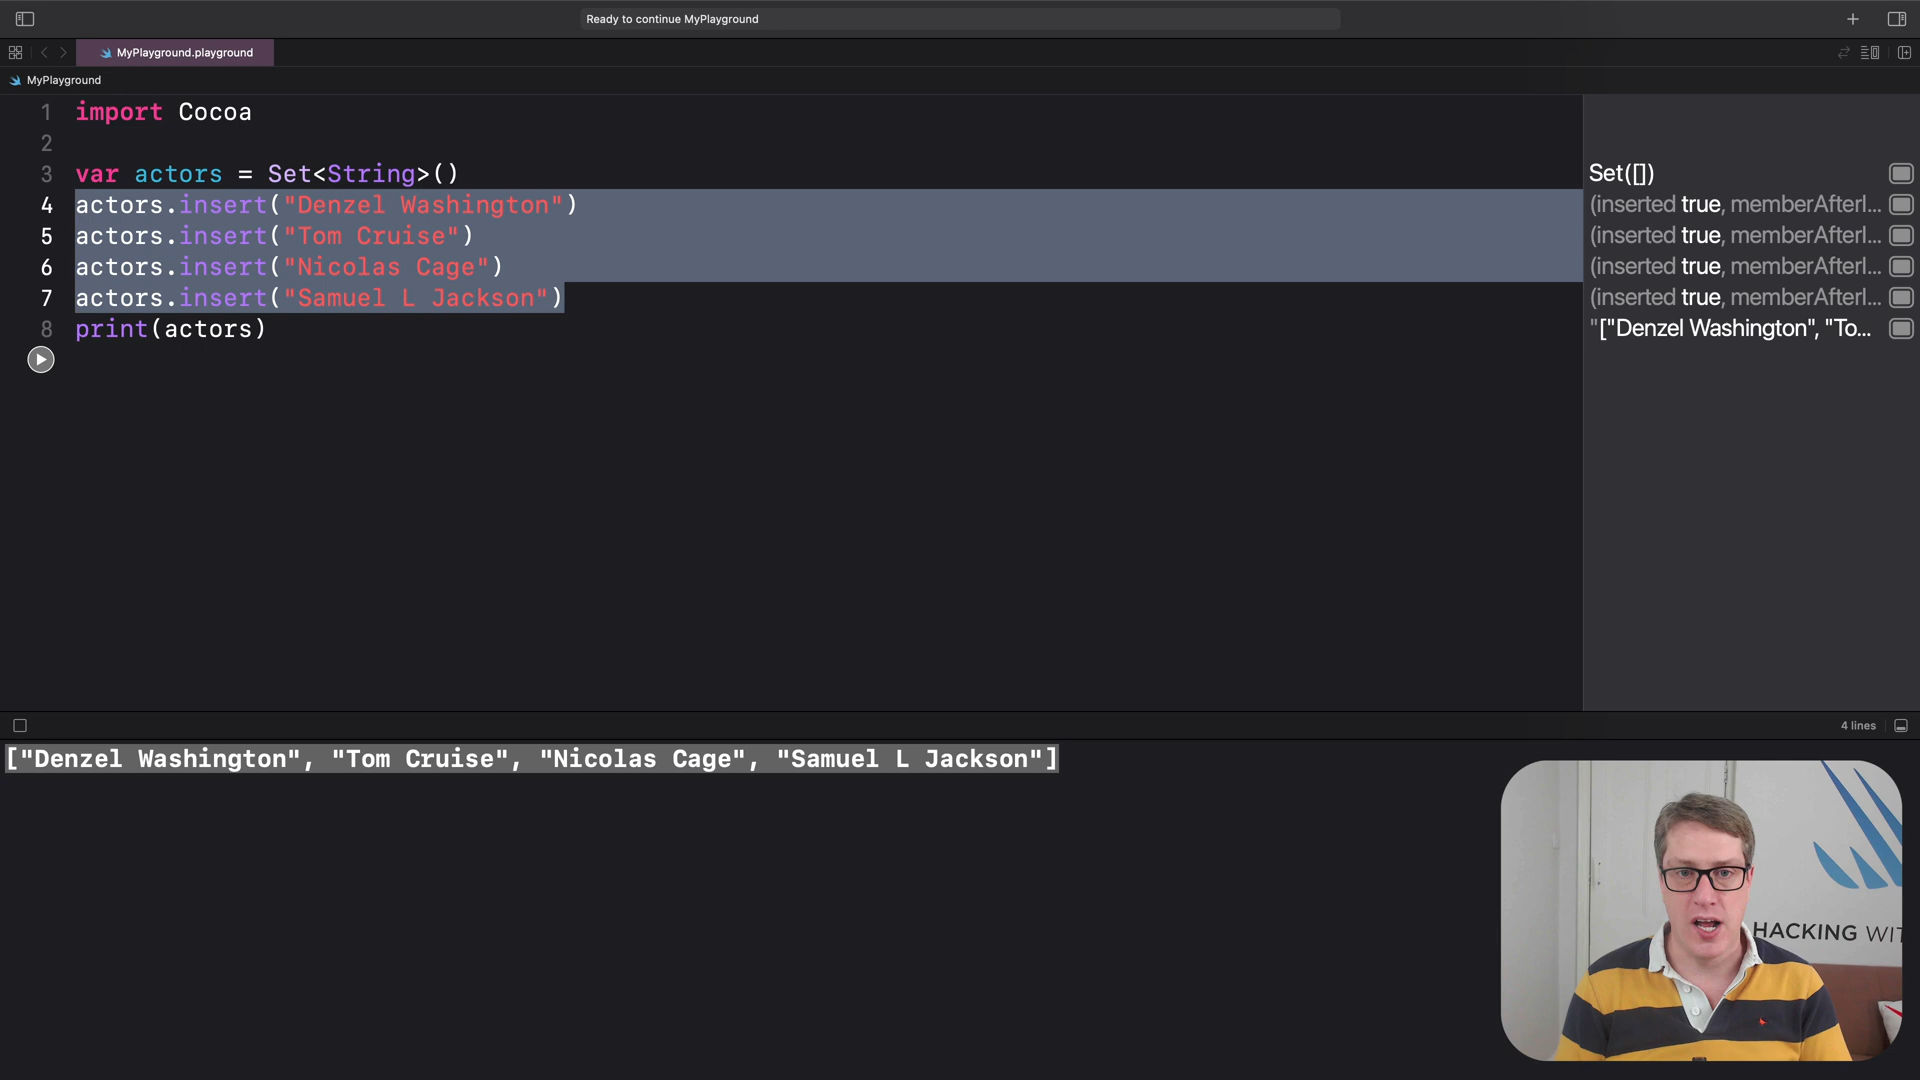 Ready to continue MyPlayground
MyPlayground.playground
MyPlayground
1 import Cocoa
2
3 var actors = Set<String>()
4 actors.insert("Denzel Washington")
5 actors.insert("Tom Cruise")
6 actors.insert("Nicolas Cage")
7 actors.insert("Samuel L Jackson")
8 print(actors)
Set([])
(inserted true, memberAfterI...
(inserted true, memberAfterI...
(inserted true, memberAfterI...
(inserted true, memberAfterI...
"["Denzel Washington", "To...
4 lines
["Denzel Washington", "Tom Cruise", "Nicolas Cage", "Samuel L Jackson"]
HACKING WIT